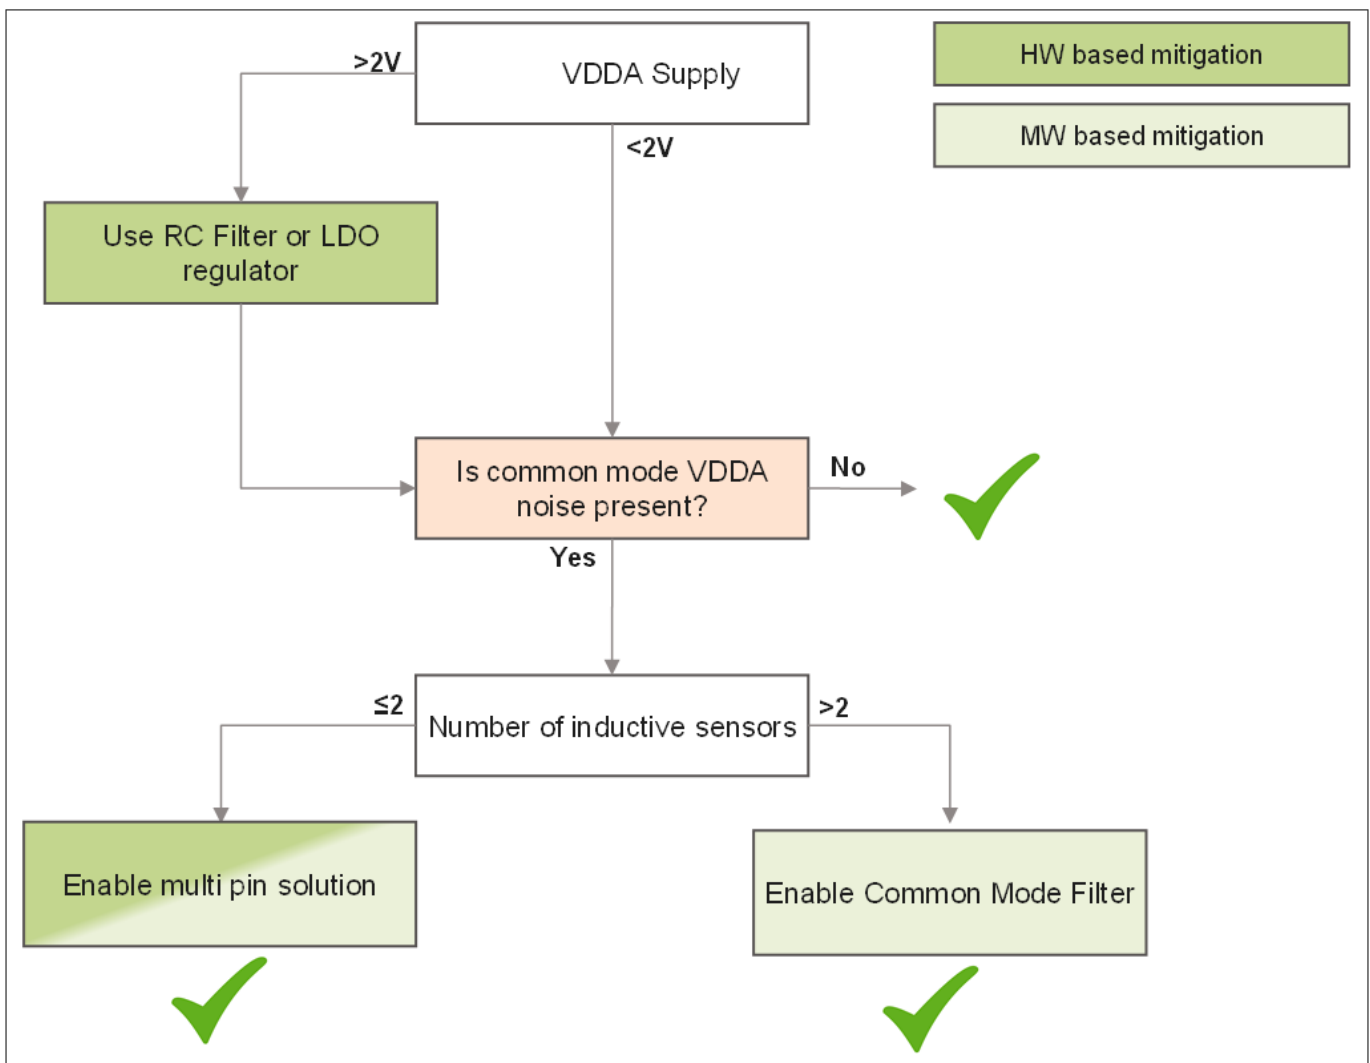 >2V
VDDA Supply
<2V
HW based mitigation
MW based mitigation
Use RC Filter or LDO
regulator
Is common mode VDDA
noise present?
No
Yes
≤2
Number of inductive sensors
>2
Enable multi pin solution
Enable Common Mode Filter